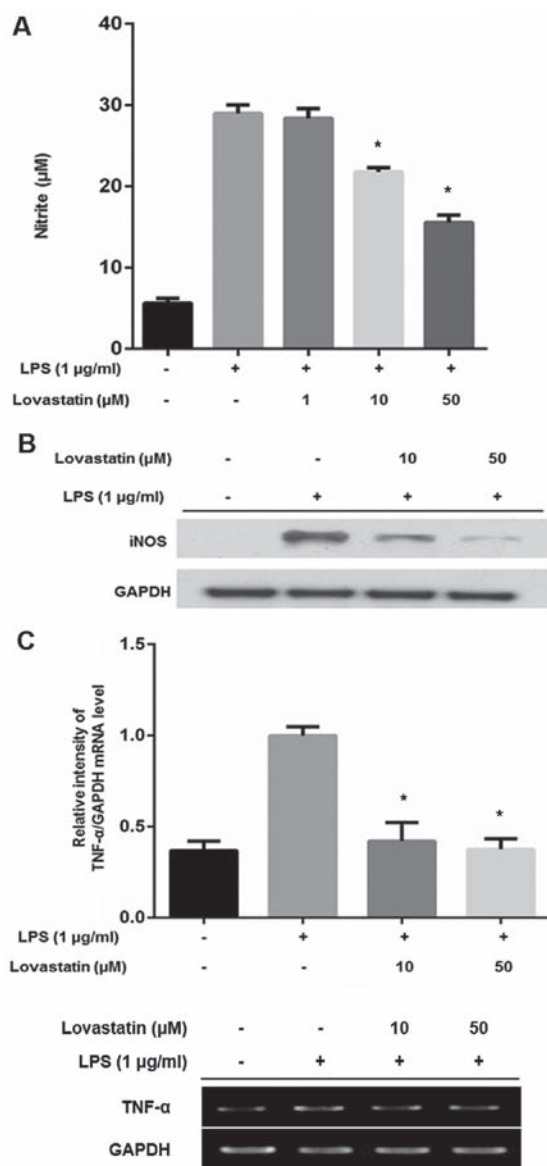 A
40
30
20
10
0
Nitrite (µM)
* *
LPS (1 µg/ml) - + + + +
Lovastatin (µM) - - 1 10 50
B
Lovastatin (µM) - - 10 50
LPS (1 µg/ml) - + + +
iNOS
GAPDH
C
1.5
1.0
0.5
0.0
Relative intensity of
TNF-α/GAPDH mRNA level
* *
LPS (1 µg/ml) - + + +
Lovastatin (µM) - - 10 50
Lovastatin (µM) - - 10 50
LPS (1 µg/ml) - + + +
TNF-α
GAPDH